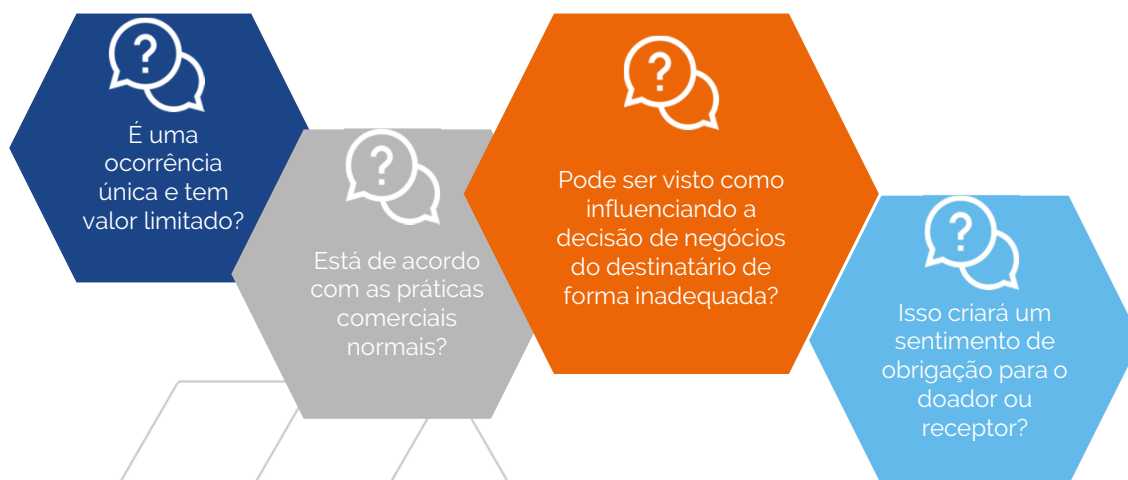 É uma
ocorrência
única e tem
valor limitado?
Está de acordo
com as práticas
comerciais
normais?
Pode ser visto como
influenciando a
decisão de negócios
do destinatário de
forma inadequada?
Isso criará um
sentimento de
obrigação para o
doador ou
receptor?